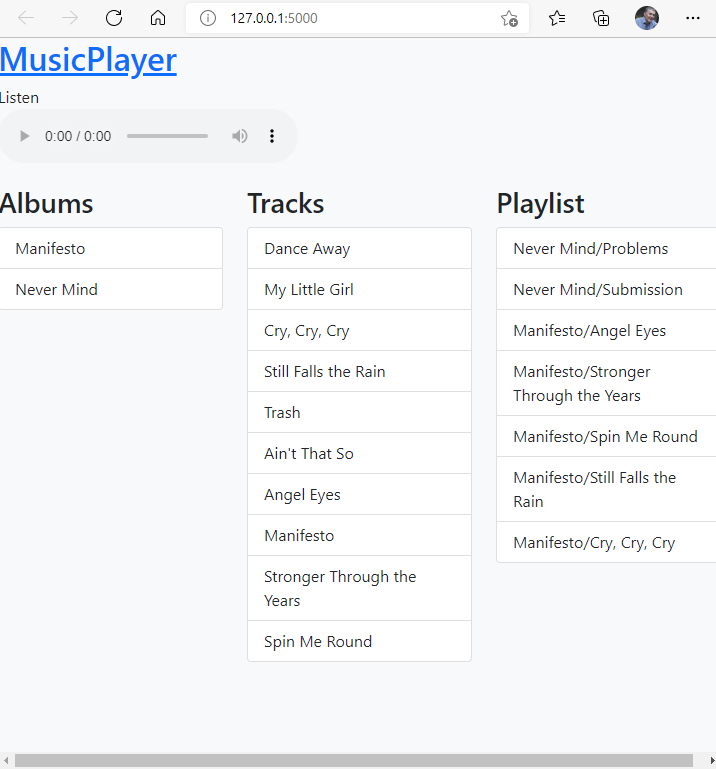 127.0.0.1:5000
MusicPlayer
Listen
0:00 / 0:00
Albums
Manifesto
Never Mind
Tracks
Dance Away
My Little Girl
Cry, Cry, Cry
Still Falls the Rain
Trash
Ain't That So
Angel Eyes
Manifesto
Stronger Through the
Years
Spin Me Round
Playlist
Never Mind/Problems
Never Mind/Submission
Manifesto/Angel Eyes
Manifesto/Stronger
Through the Years
Manifesto/Spin Me Round
Manifesto/Still Falls the
Rain
Manifesto/Cry, Cry, Cry